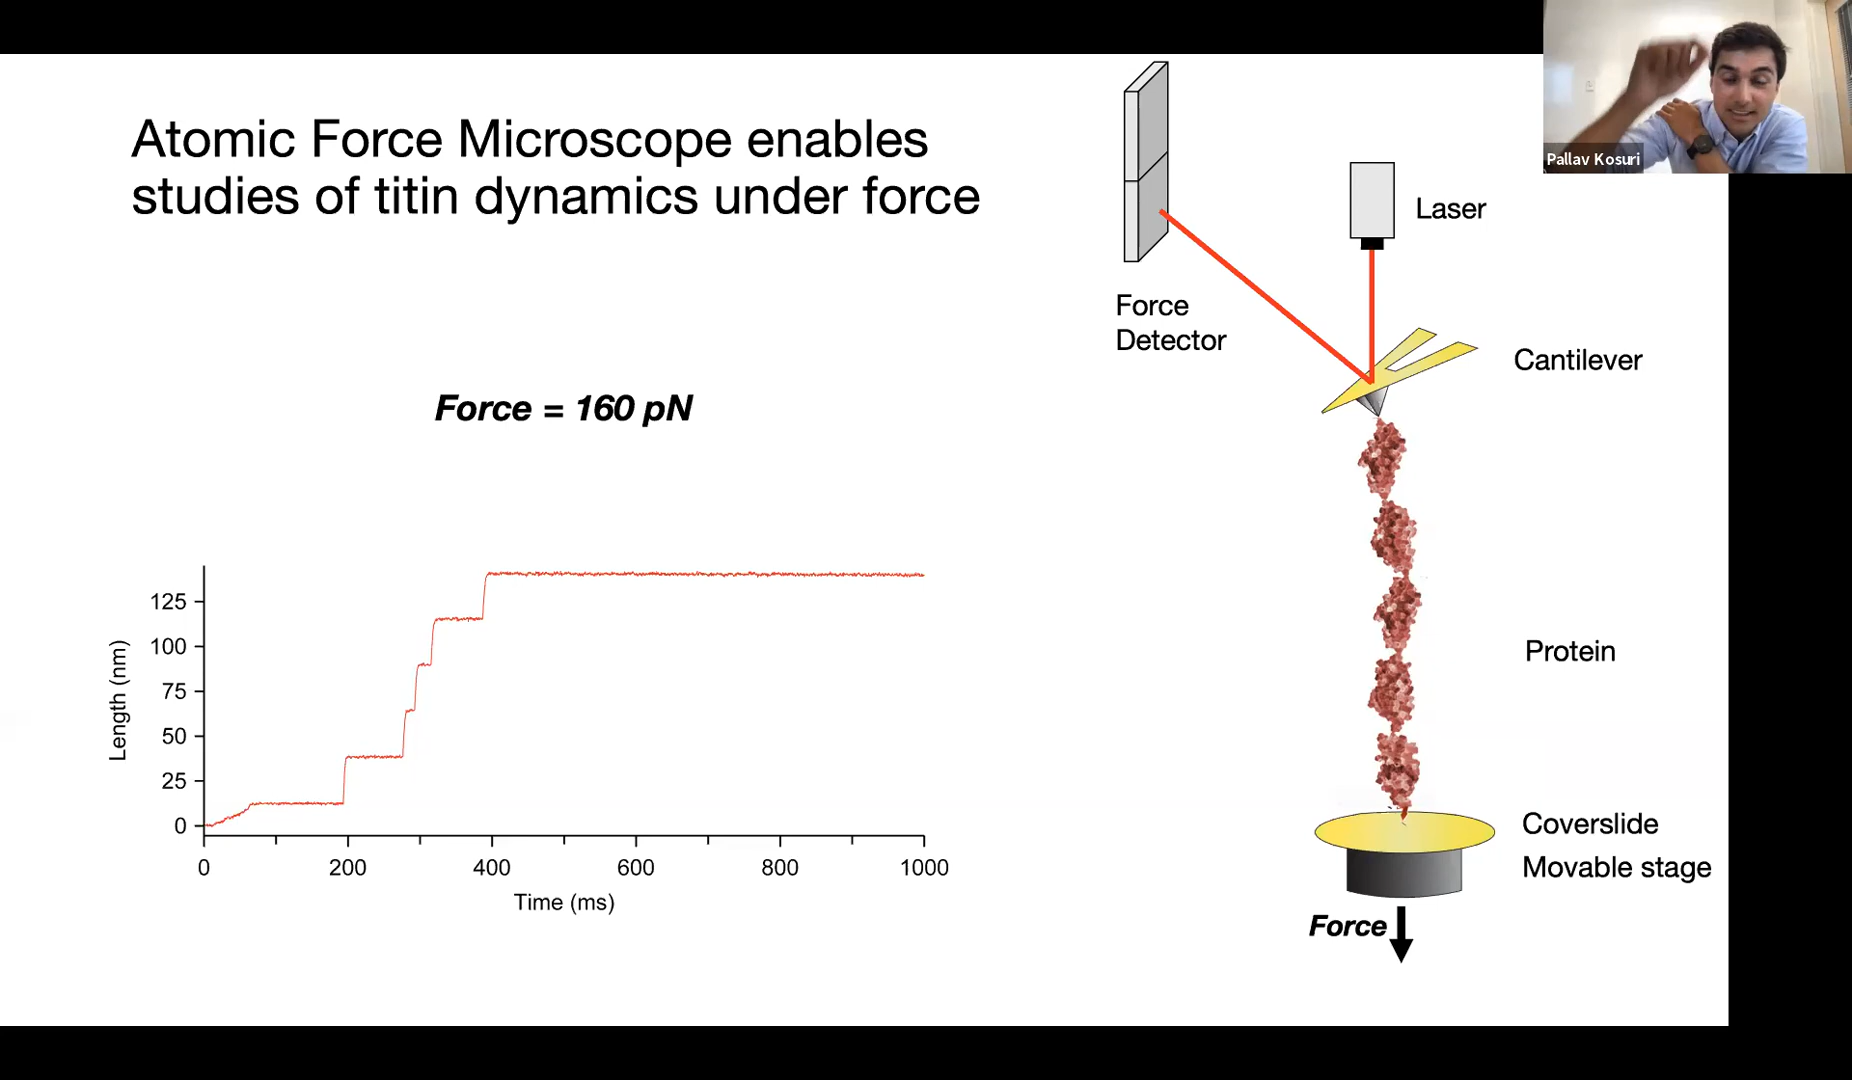 Atomic Force Microscope enables
studies of titin dynamics under force
Force = 160 pN
Length (nm)
125
100
75
50
25
0
0 200 400 600 800 1000
Time (ms)
Force
Detector
Laser
Cantilever
Protein
Coverslide
Movable stage
Force
Pallav Kosuri